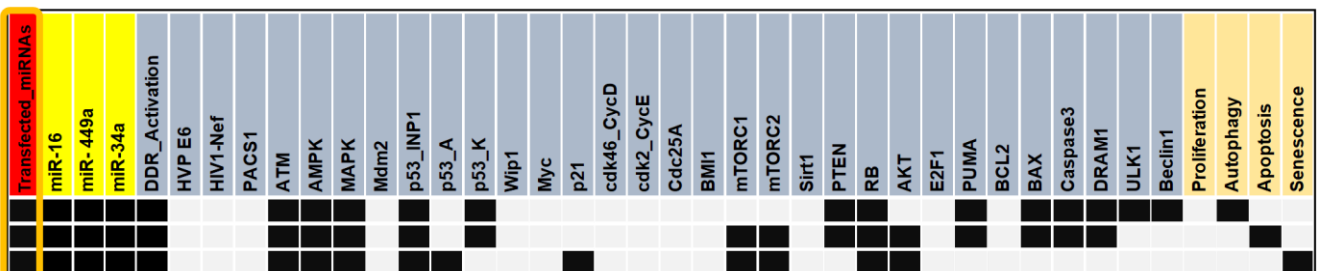 Transfected_miRNAs
miR-16
miR- 449a
miR-34a
DDR_Activation
HVP E6
HIV1-Nef
PACS1
ATM
AMPK
MAPK
Mdm2
p53_INP1
p53_A
p53_K
Wip1
Myc
p21
cdk46_CycD
cdk2_CycE
Cdc25A
BMI1
mTORC1
mTORC2
Sirt1
PTEN
RB
AKT
E2F1
PUMA
BCL2
BAX
Caspase3
DRAM1
ULK1
Beclin1
Proliferation
Autophagy
Apoptosis
Senescence